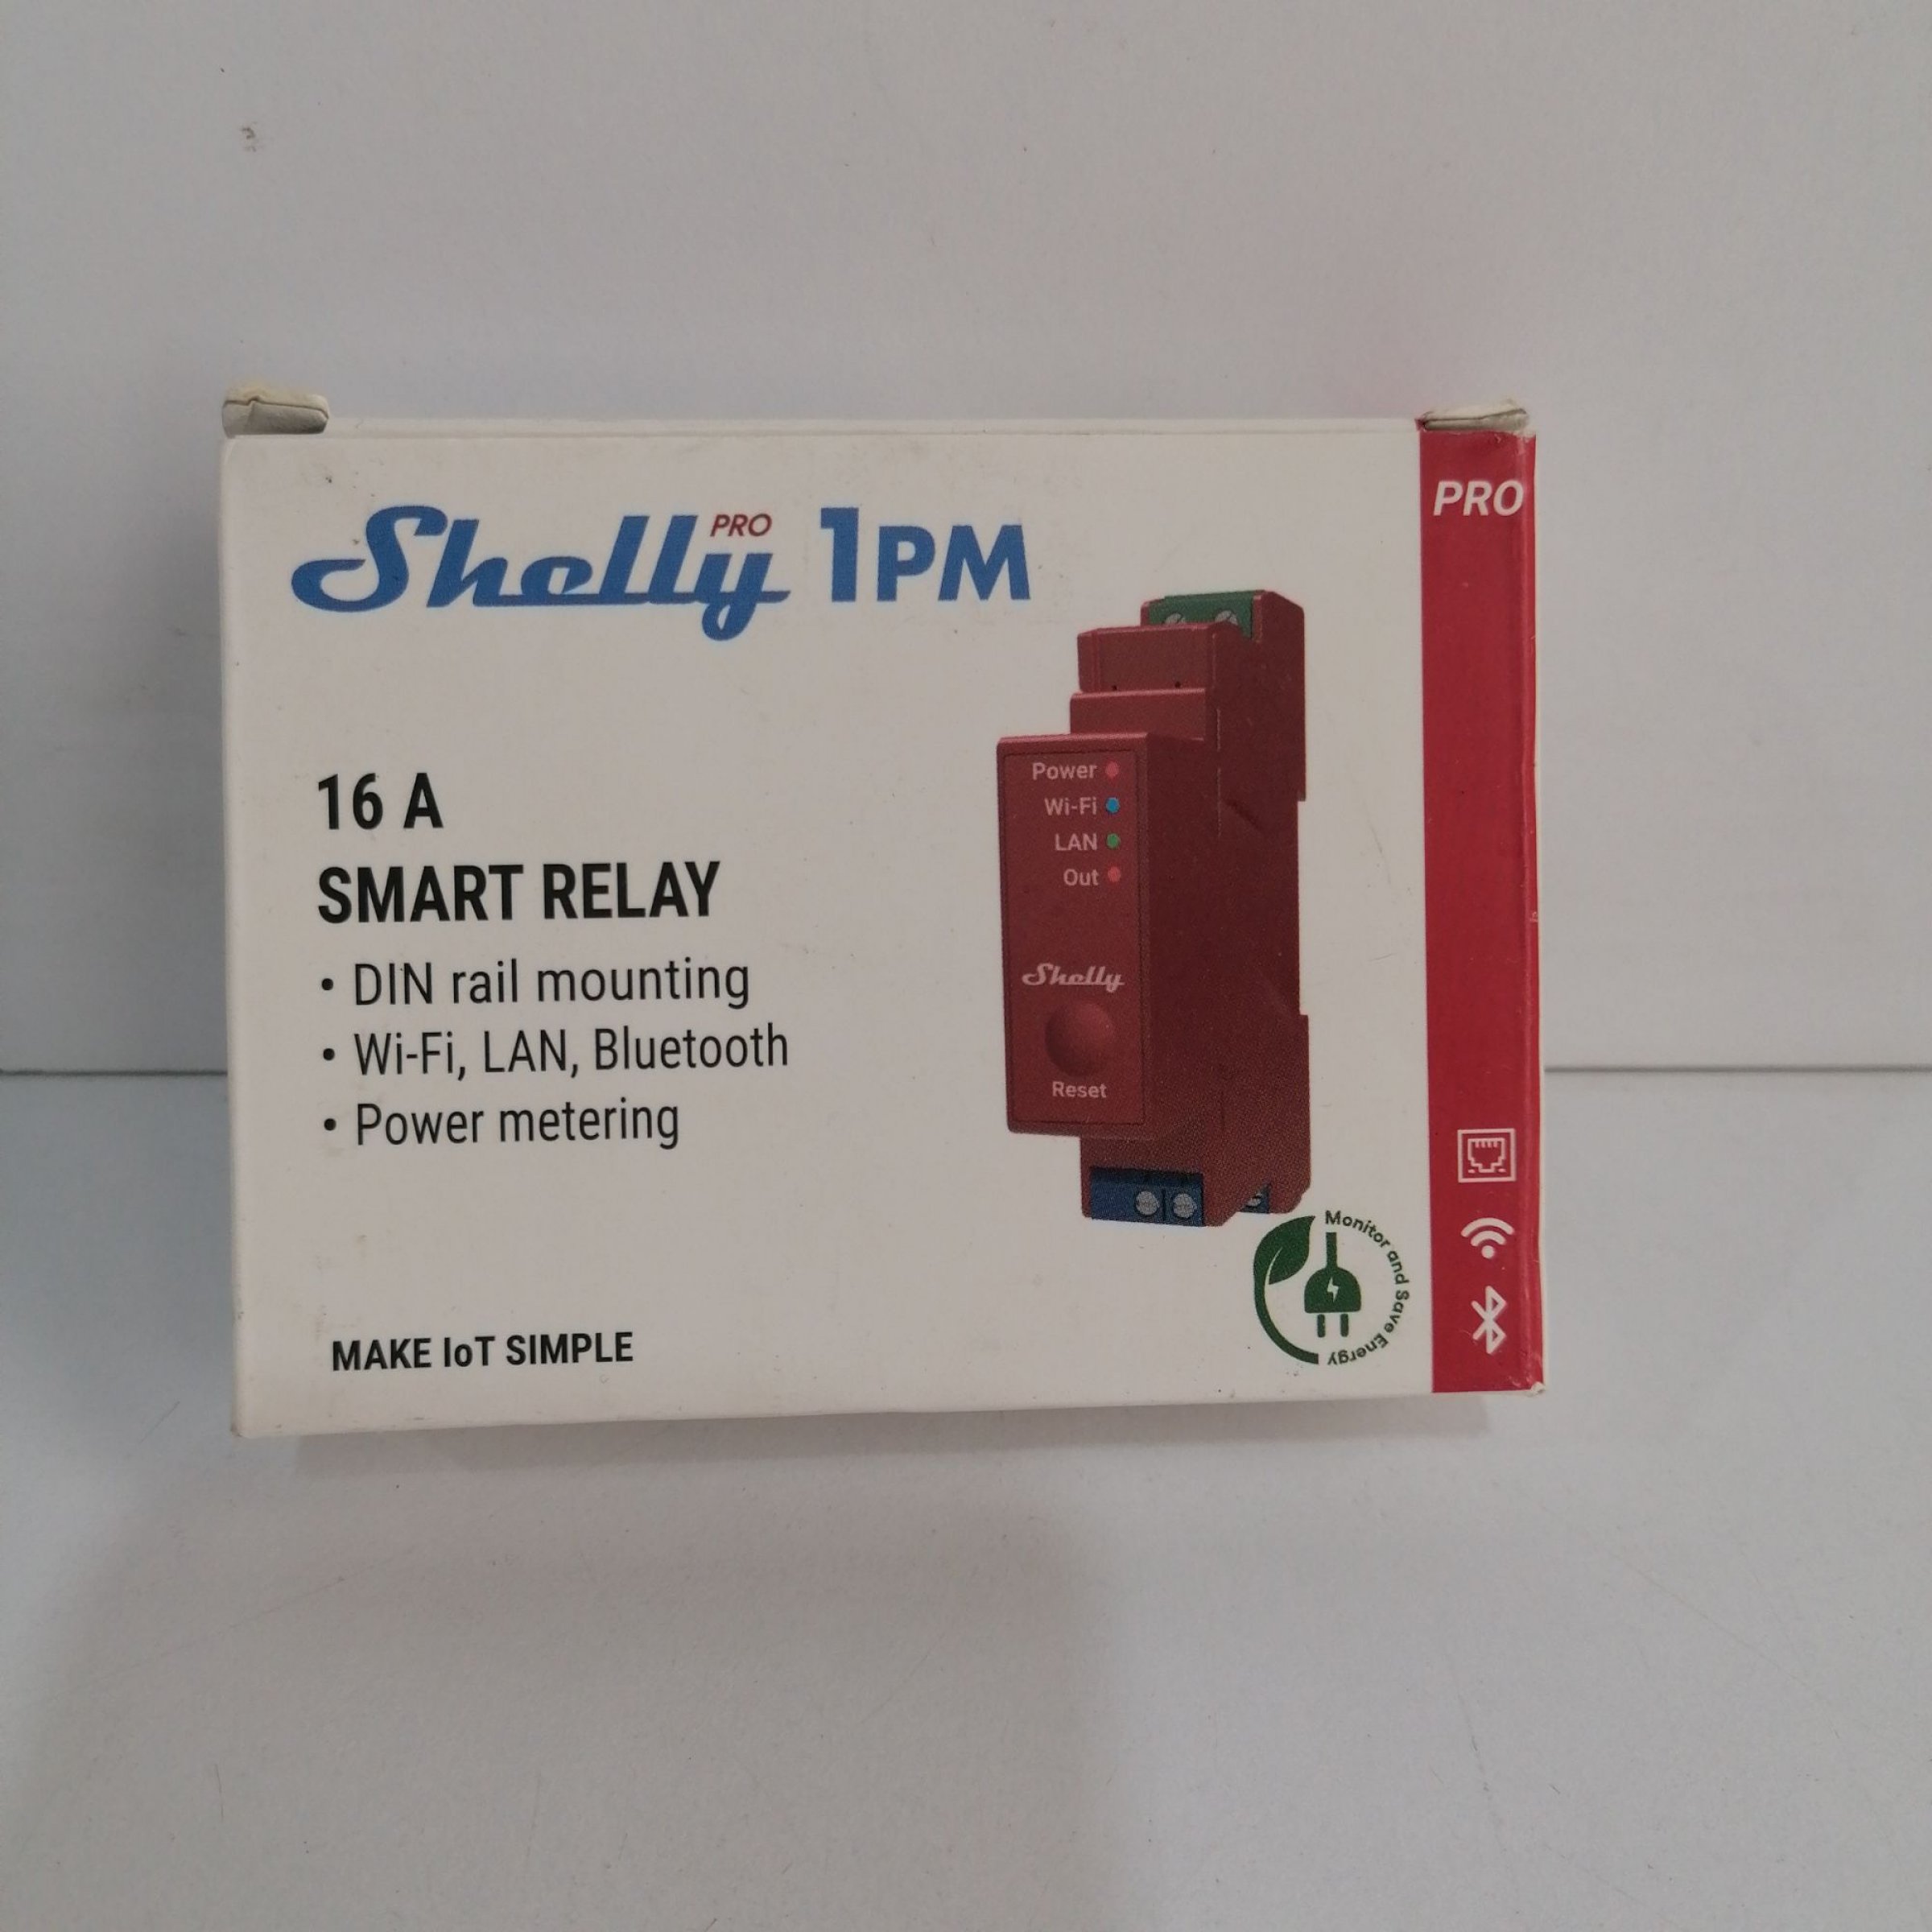 Shelly PRO 1PM
PRO
16 A
SMART RELAY
• DIN rail mounting
• Wi-Fi, LAN, Bluetooth
• Power metering
Power
Wi-Fi
LAN
Out
Shelly
Reset
MAKE IoT SIMPLE
Monitor and Save Energy